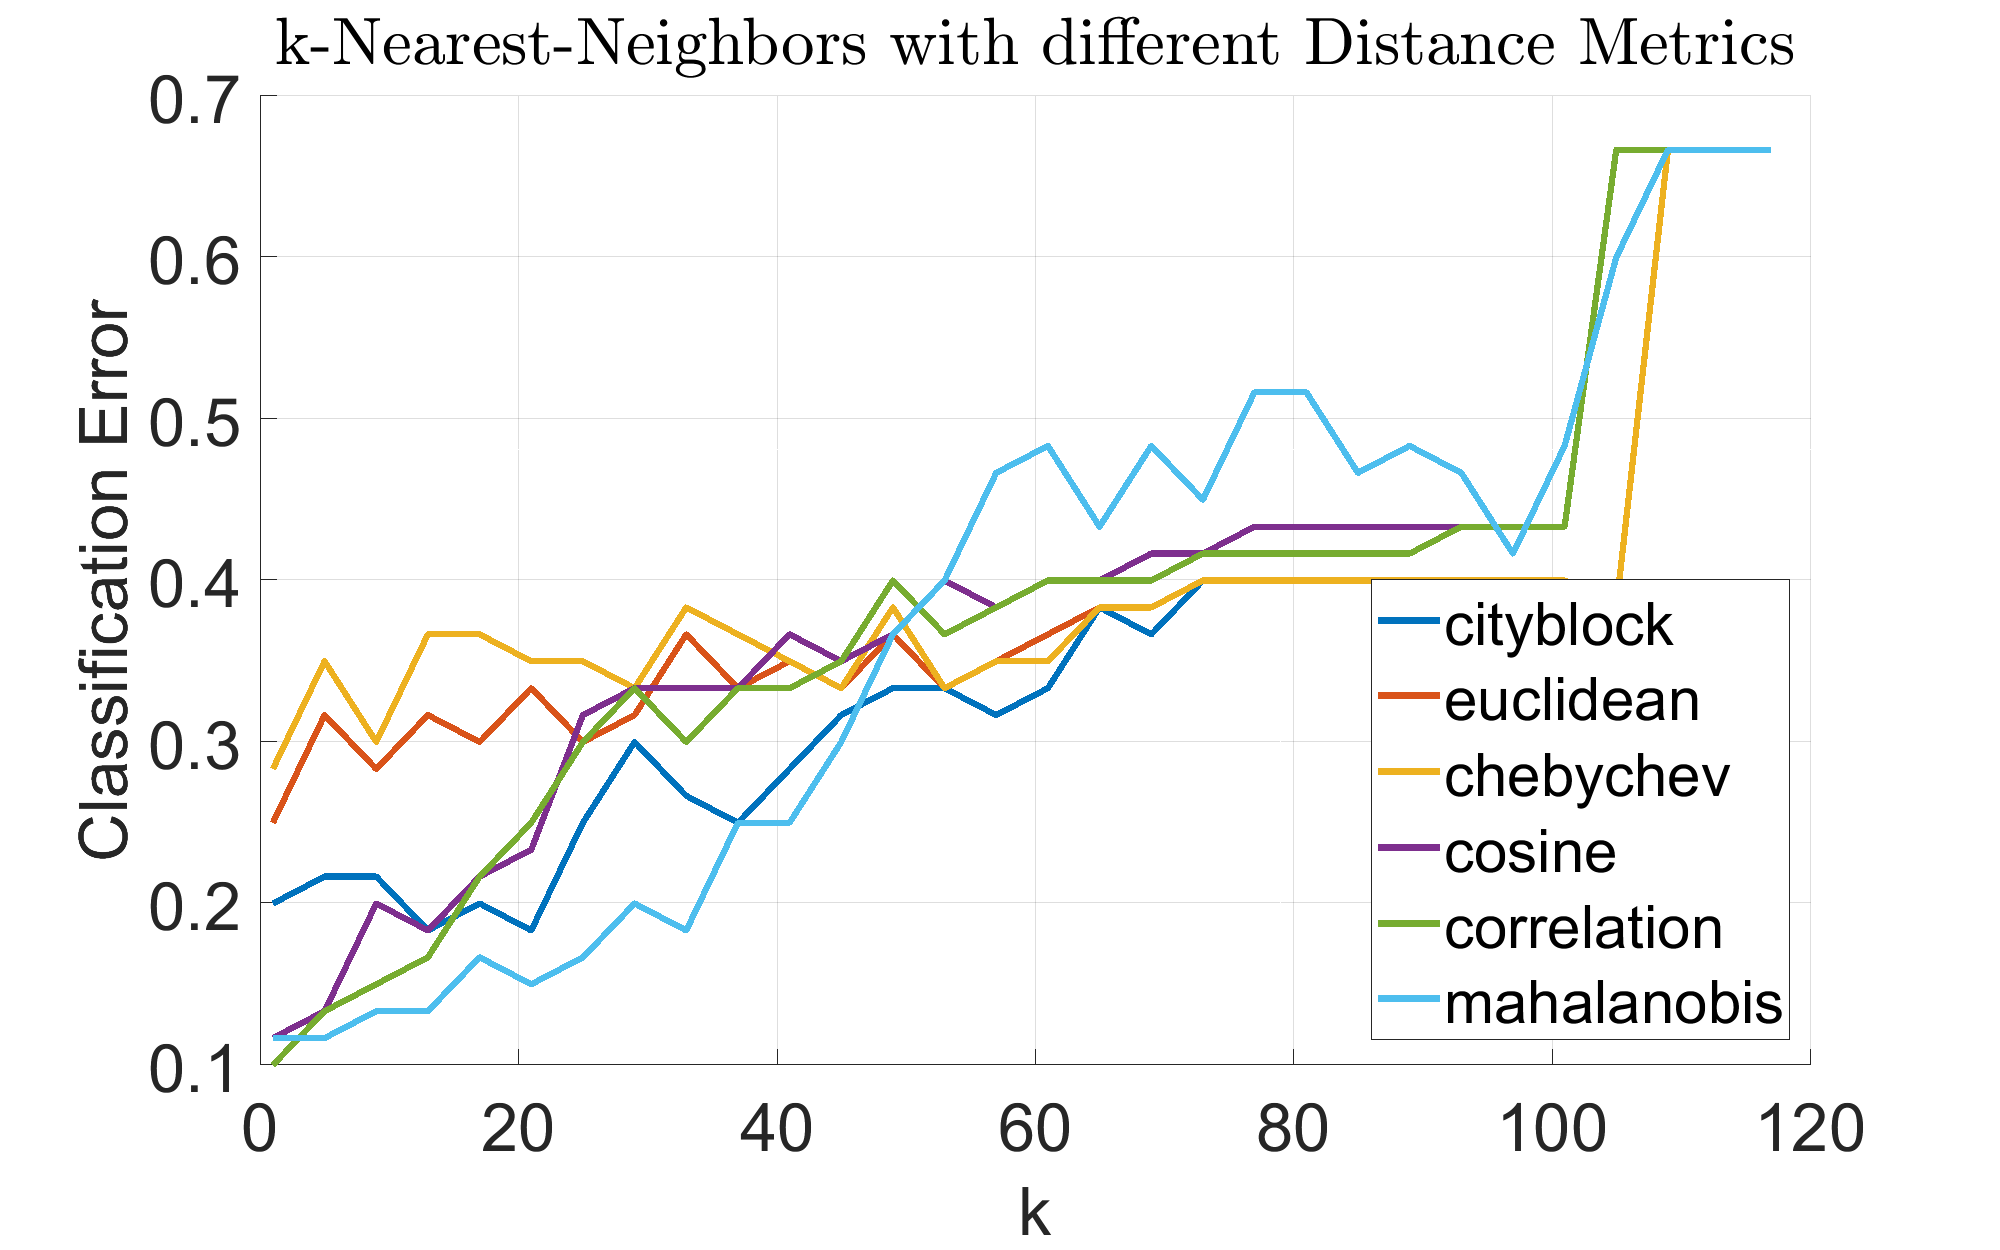 k-Nearest-Neighbors with different Distance Metrics
0.7
0.6
0.5
0.4
0.3
0.2
0.1
Classification Error
0 20 40 60 80 100 120
k
cityblock
euclidean
chebychev
cosine
correlation
mahalanobis